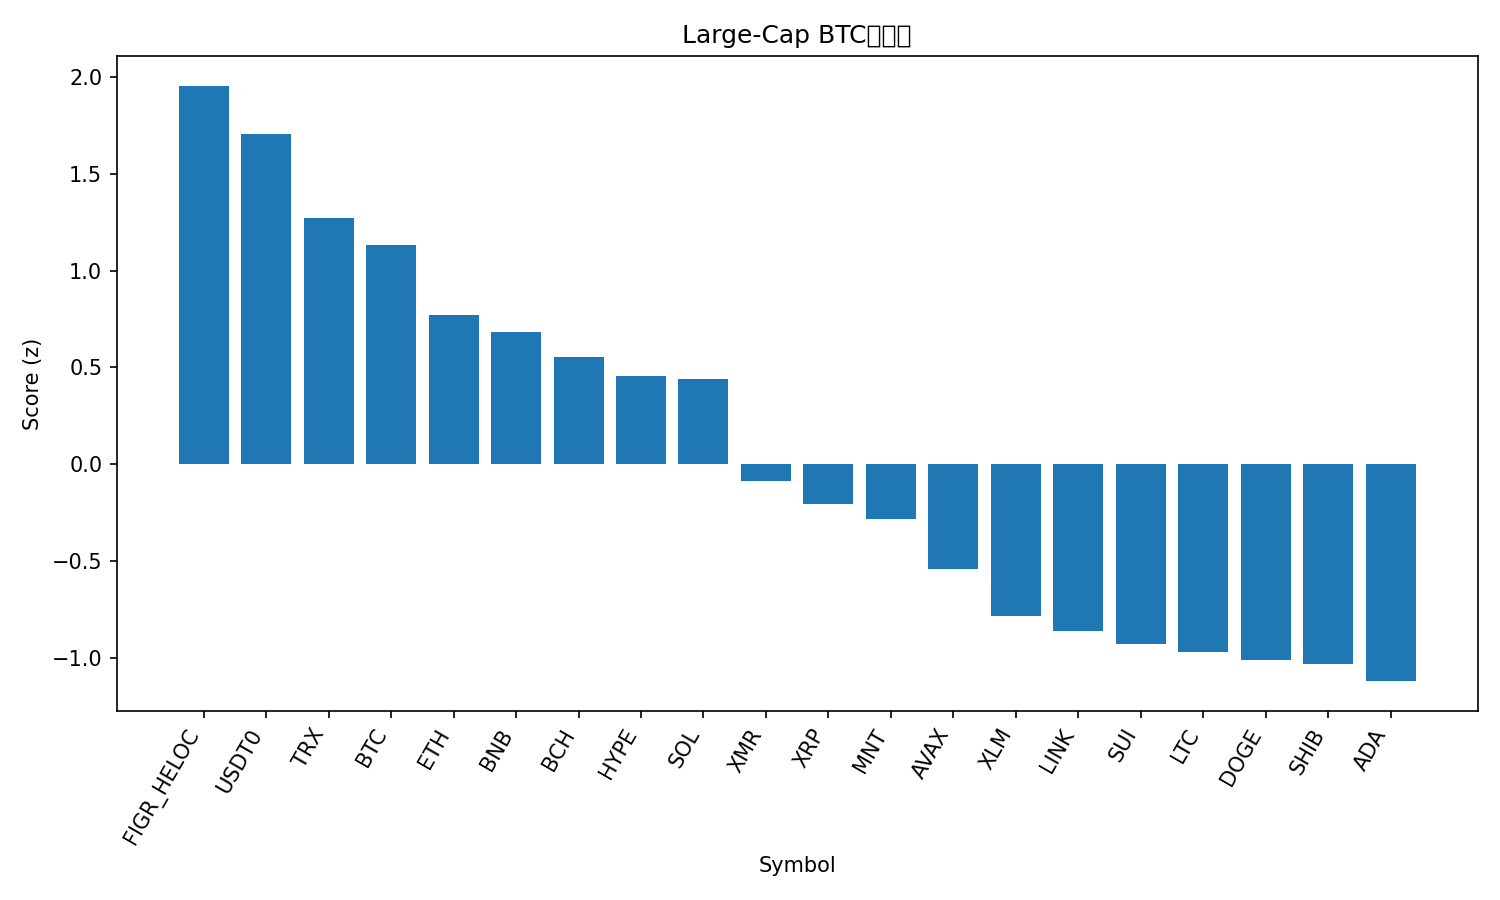 Large-Cap BTC
2.0
1.5
1.0
0.5
0.0
−0.5
−1.0
Score (z)
FIGR_HELOC
USDT0
TRX
BTC
ETH
BNB
BCH
HYPE
SOL
XMR
XRP
MNT
AVAX
XLM
LINK
SUI
LTC
DOGE
SHIB
ADA
Symbol